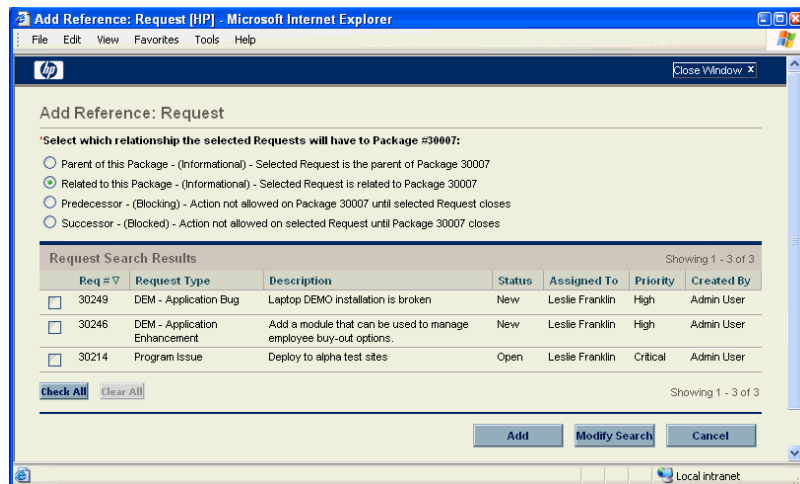 Add Reference: Request [HP] - Microsoft Internet Explorer
File Edit View Favorites Tools Help
hp
Close Window x
Add Reference: Request
*Select which relationship the selected Requests will have to Package #30007:
Parent of this Package - (Informational) - Selected Request is the parent of Package 30007
Related to this Package - (Informational) - Selected Request is related to Package 30007
Predecessor - (Blocking) - Action not allowed on Package 30007 until selected Request closes
Successor - (Blocked) - Action not allowed on selected Request until Package 30007 closes
Request Search Results Showing 1 - 3 of 3
Req # Request Type Description Status Assigned To Priority Created By
30249 DEM - Application Bug Laptop DEMO installation is broken New Leslie Franklin High Admin User
30246 DEM - Application Add a module that can be used to manage New Leslie Franklin High Admin User
Enhancement employee buy-out options.
30214 Program Issue Deploy to alpha test sites Open Leslie Franklin Critical Admin User
Check All Clear All Showing 1 - 3 of 3
Add Modify Search Cancel
Local intranet